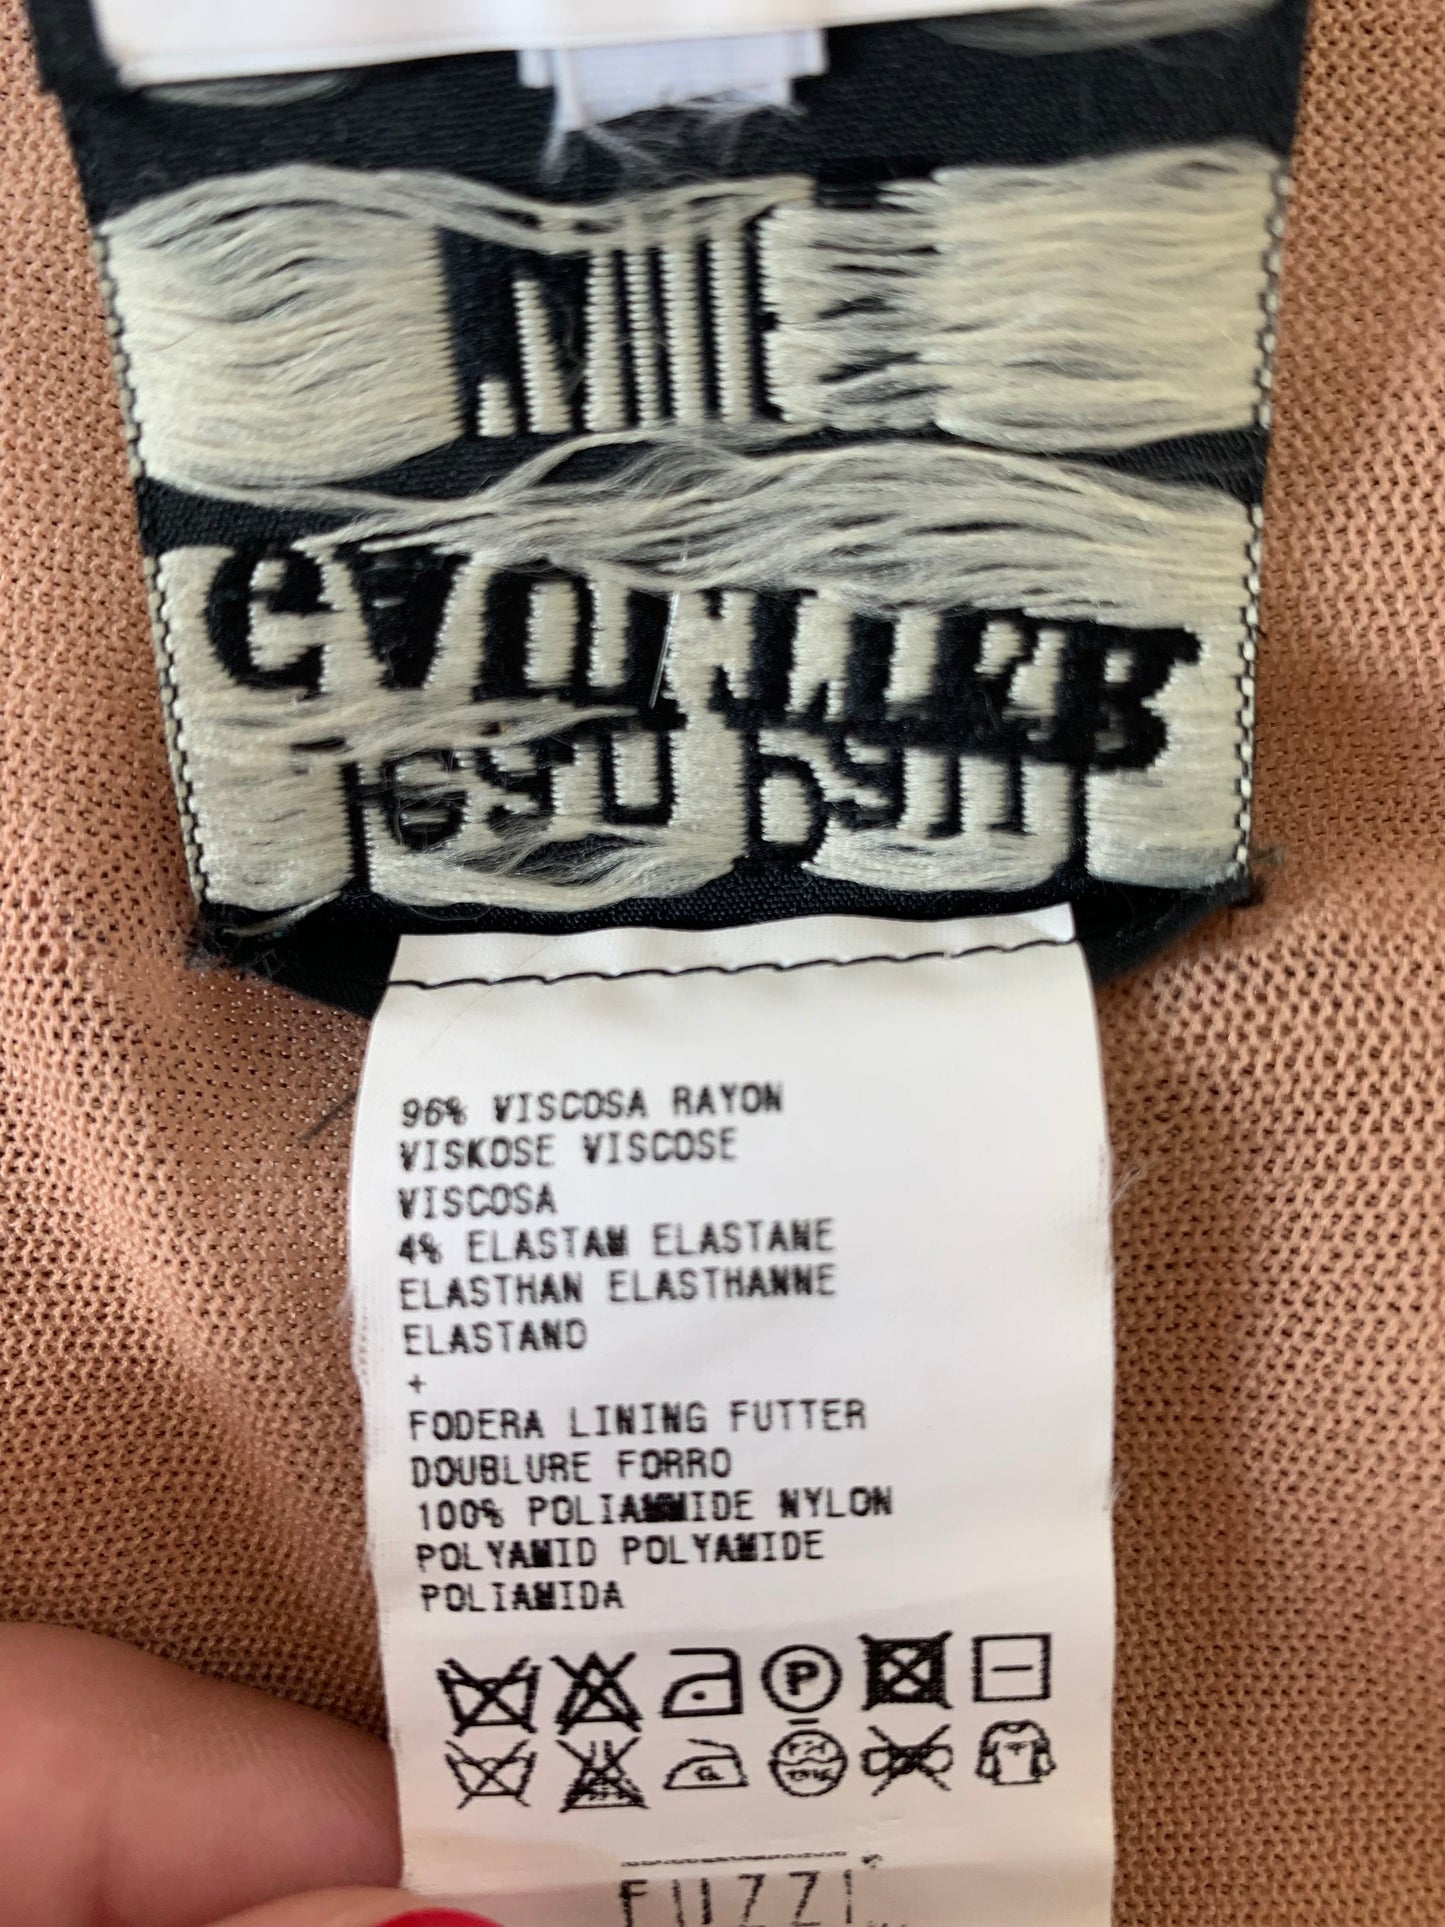 96% VISCOSA RAYON
VISKOSE VISCOSE
VISCOSA
4% ELASTAM ELASTANE
ELASTHAN ELASTHANNE
ELASTANO
+
FODERA LINING FUTTER
DOUBLURE FORRO
100% POLIAMMIDE NYLON
POLYAMID POLYAMIDE
POLIAMIDA
P
FUZZI